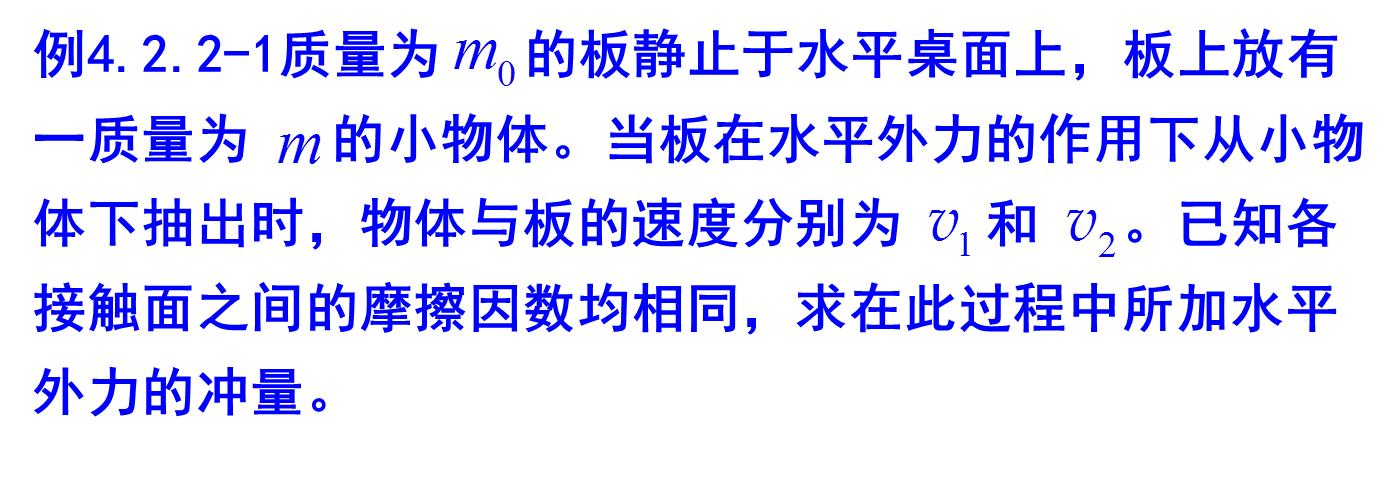 例4.2.2-1质量为 m₀ 的板静止于水平桌面上，板上放有
一质量为 m 的小物体。当板在水平外力的作用下从小物
体下抽出时，物体与板的速度分别为 v₁ 和 v₂。已知各
接触面之间的摩擦因数均相同，求在此过程中所加水平
外力的冲量。